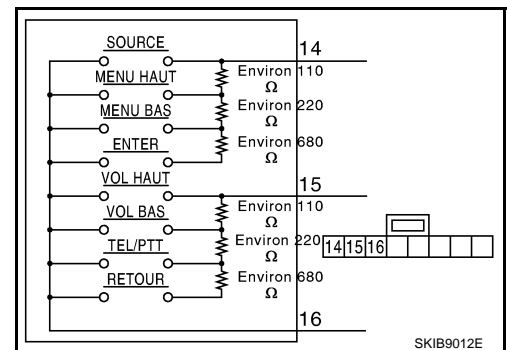 SOURCE
14
Environ 110
Ω
MENU HAUT
Environ 220
Ω
MENU BAS
Environ 680
Ω
ENTER
VOL HAUT
15
Environ 110
Ω
VOL BAS
Environ 220
Ω
TEL/PTT
Environ 680
Ω
RETOUR
16
14 15 16
SKIB9012E